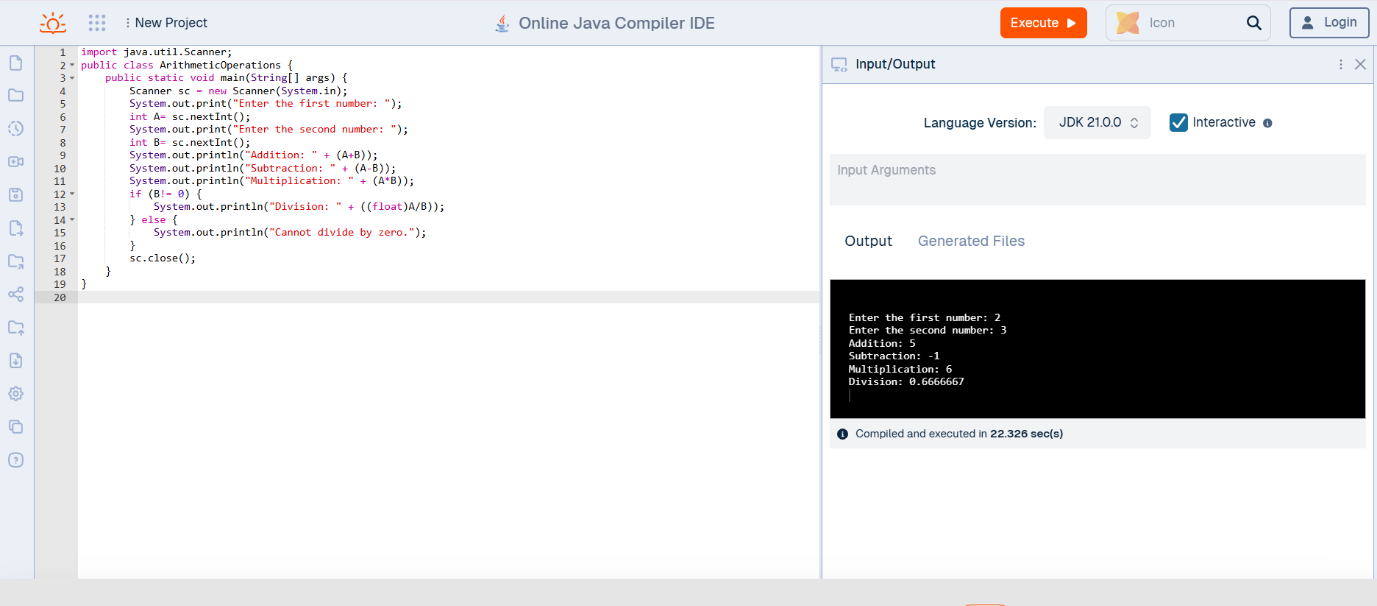 New Project
Online Java Compiler IDE
Execute
Icon
Login
1 import java.util.Scanner;
2 public class ArithmeticOperations {
3     public static void main(String[] args) {
4         Scanner sc = new Scanner(System.in);
5         System.out.print("Enter the first number: ");
6         int A= sc.nextInt();
7         System.out.print("Enter the second number: ");
8         int B= sc.nextInt();
9         System.out.println("Addition: " + (A+B));
10         System.out.println("Subtraction: " + (A-B));
11         System.out.println("Multiplication: " + (A*B));
12         if (B!= 0) {
13             System.out.println("Division: " + ((float)A/B));
14         } else {
15             System.out.println("Cannot divide by zero.");
16         }
17         sc.close();
18     }
19 }
20
Input/Output
Language Version: JDK 21.0.0 Interactive
Input Arguments
Output Generated Files
Enter the first number: 2
Enter the second number: 3
Addition: 5
Subtraction: -1
Multiplication: 6
Division: 0.6666667
Compiled and executed in 22.326 sec(s)